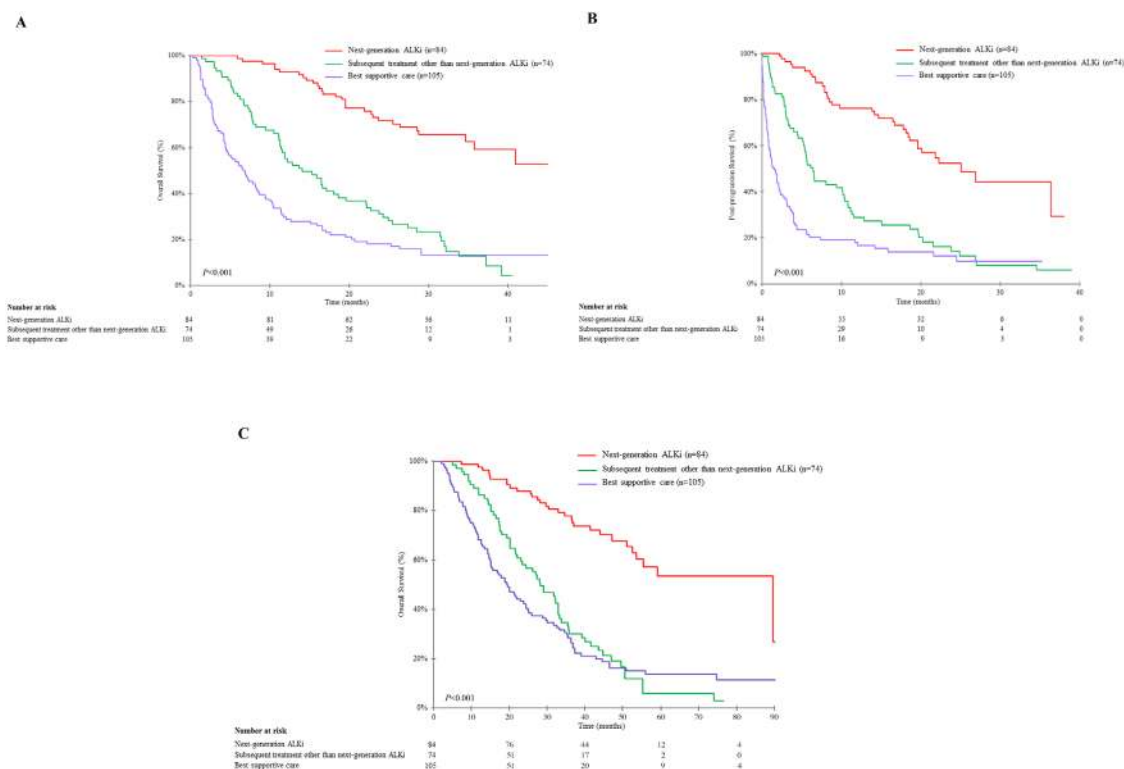 A
Next-generation ALKi (n=84)
Subsequent treatment other than next-generation ALKi (n=74)
Best supportive care (n=105)
100%
80%
60%
40%
20%
0%
Overall Survival (%)
P<0.001
0 10 20 30 40
Time (months)
Number at risk
Next-generation ALKi 84 81 62 36 11
Subsequent treatment other than next-generation ALKi 74 49 26 12 1
Best supportive care 105 39 22 9 3
B
Next-generation ALKi (n=84)
Subsequent treatment other than next-generation ALKi (n=74)
Best supportive care (n=105)
100%
80%
60%
40%
20%
0%
Post-progression Survival (%)
P<0.001
0 10 20 30 40
Time (months)
Number at risk
Next-generation ALKi 84 32 6 0
Subsequent treatment other than next-generation ALKi 74 29 10 4 0
Best supportive care 105 16 9 3 0
C
Next-generation ALKi (n=84)
Subsequent treatment other than next-generation ALKi (n=74)
Best supportive care (n=105)
100%
80%
60%
40%
20%
0%
Overall Survival (%)
P<0.001
0 10 20 30 40 50 60 70 80 90
Time (months)
Number at risk
Next-generation ALKi 84 76 44 12 4
Subsequent treatment other than next-generation ALKi 74 51 17 2 0
Best supportive care 105 51 20 9 4